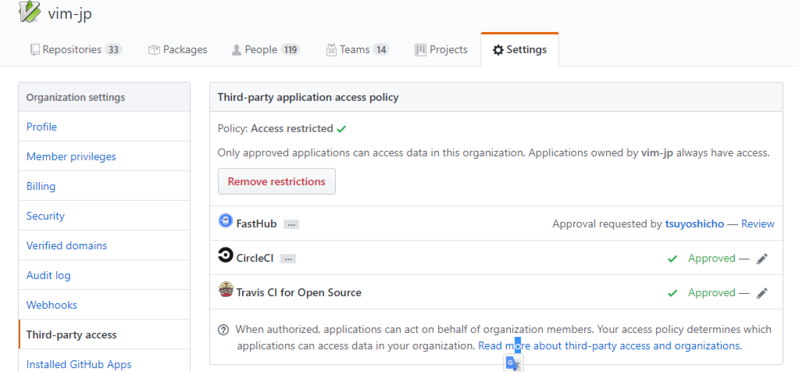 vim-jp
Repositories 33 Packages People 119 Teams 14 Projects Settings
Organization settings
Profile
Member privileges
Billing
Security
Verified domains
Audit log
Webhooks
Third-party access
Installed GitHub Apps
Third-party application access policy
Policy: Access restricted ✓
Only approved applications can access data in this organization. Applications owned by vim-jp always have access.
Remove restrictions
FastHub ... Approval requested by tsuyoshicho — Review
CircleCI ... ✓ Approved —
Travis CI for Open Source ✓ Approved —
When authorized, applications can act on behalf of organization members. Your access policy determines which
applications can access data in your organization. Read more about third-party access and organizations.